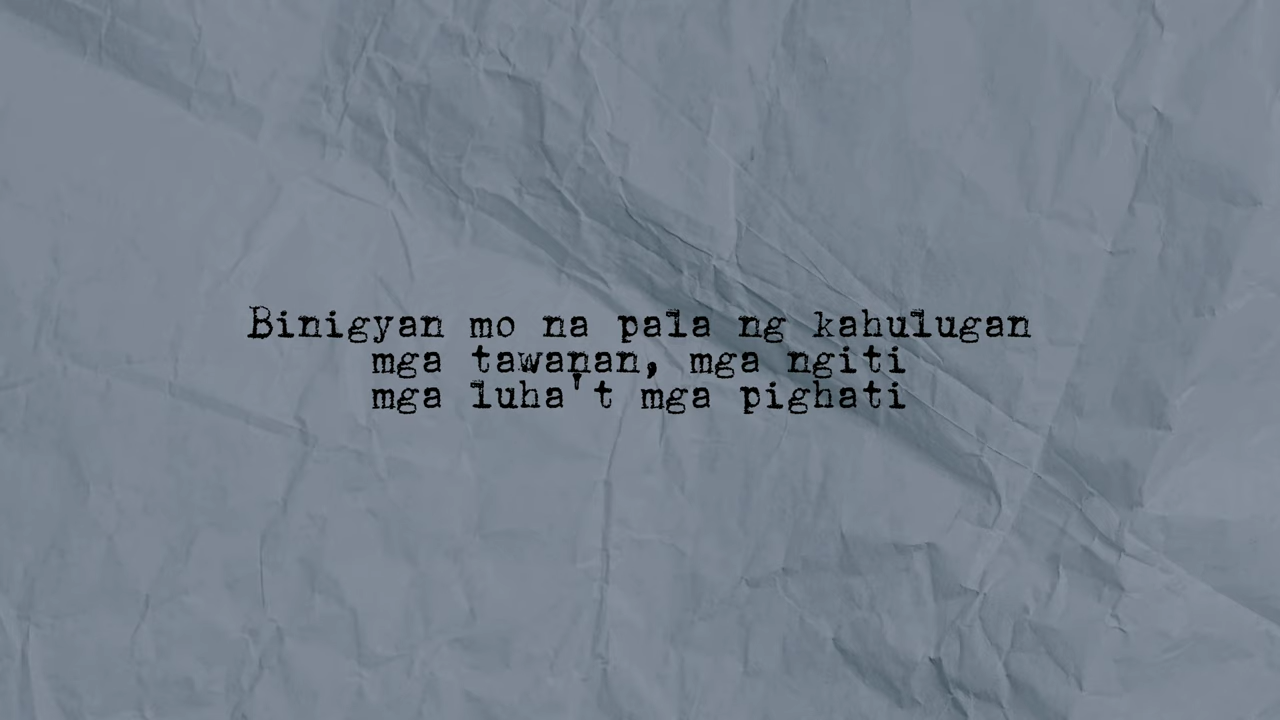 Binigyan mo na pala ng kahulugan
mga tawanan, mga ngiti
mga luha't mga pighati